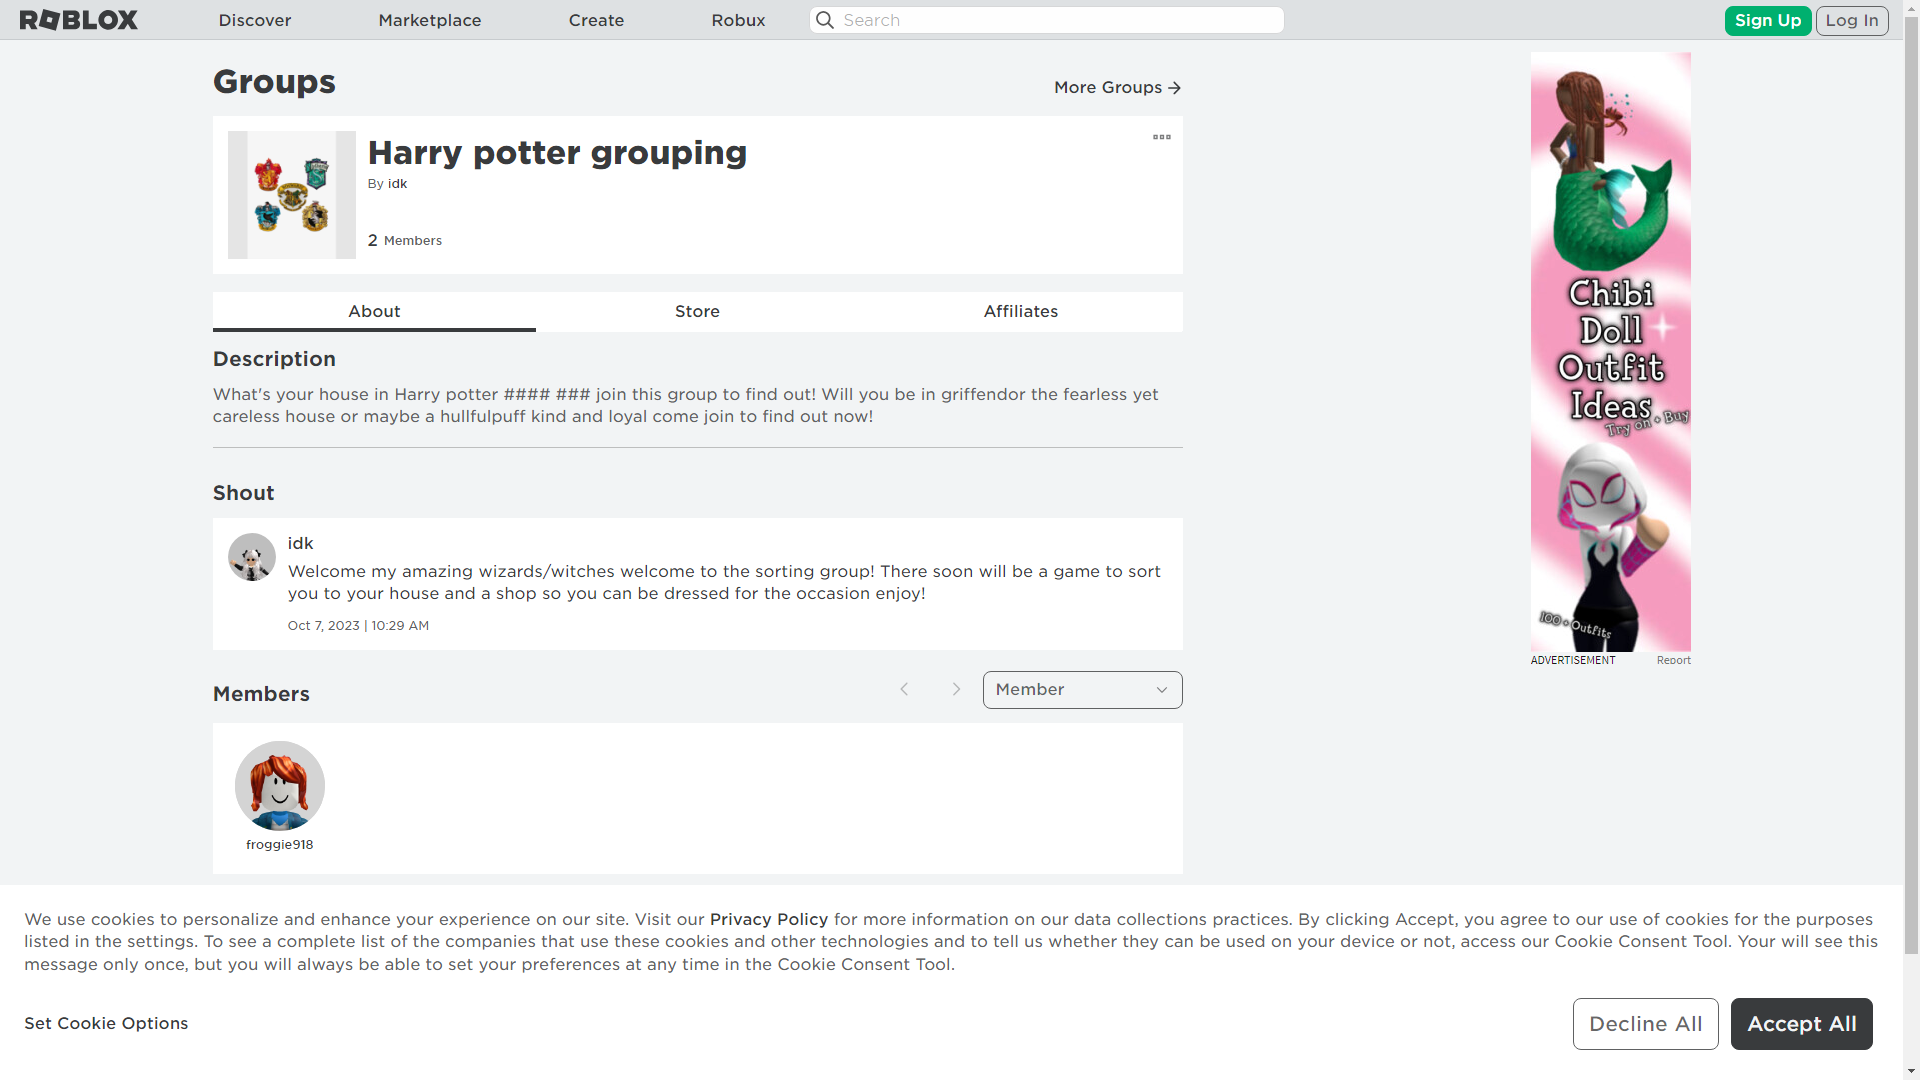 ROBLOX
Discover
Marketplace
Create
Robux
Search
Sign Up
Log In
Groups
More Groups
Harry potter grouping
By idk
2 Members
About
Store
Affiliates
Description
What's your house in Harry potter #### ### join this group to find out! Will you be in griffendor the fearless yet
careless house or maybe a hullfulpuff kind and loyal come join to find out now!
Shout
idk
Welcome my amazing wizards/witches welcome to the sorting group! There soon will be a game to sort
you to your house and a shop so you can be dressed for the occasion enjoy!
Oct 7, 2023 | 10:29 AM
Members
Member
froggie918
Chibi
Doll
Outfit
Ideas
Try on + Buy
100 + Outfits
ADVERTISEMENT
Report
We use cookies to personalize and enhance your experience on our site. Visit our Privacy Policy for more information on our data collections practices. By clicking Accept, you agree to our use of cookies for the purposes
listed in the settings. To see a complete list of the companies that use these cookies and other technologies and to tell us whether they can be used on your device or not, access our Cookie Consent Tool. Your will see this
message only once, but you will always be able to set your preferences at any time in the Cookie Consent Tool.
Set Cookie Options
Decline All
Accept All